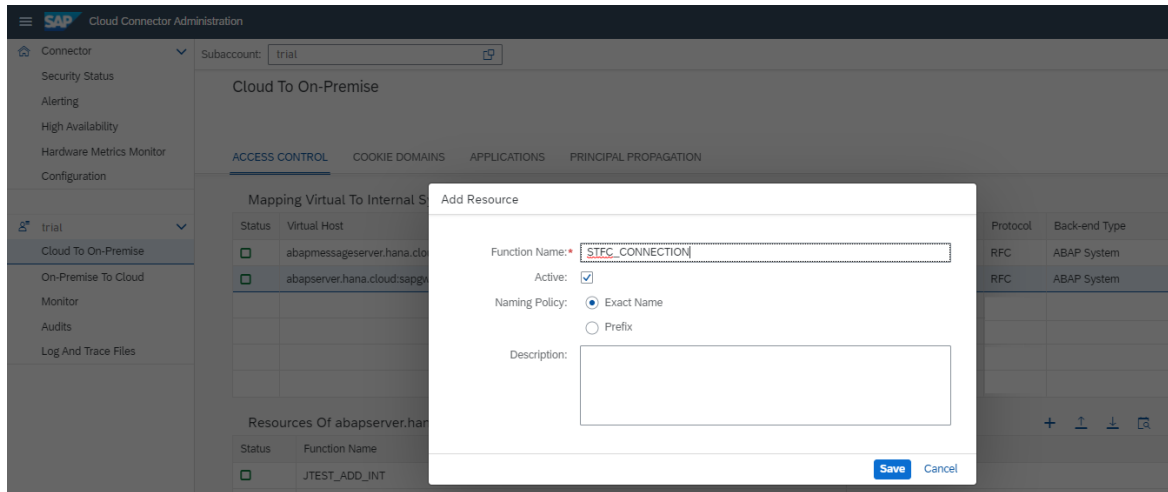 SAP Cloud Connector Administration
Connector
Security Status
Alerting
High Availability
Hardware Metrics Monitor
Configuration
trial
Cloud To On-Premise
On-Premise To Cloud
Monitor
Audits
Log And Trace Files
Subaccount: trial
Cloud To On-Premise
ACCESS CONTROL COOKIE DOMAINS APPLICATIONS PRINCIPAL PROPAGATION
Mapping Virtual To Internal S
Status Virtual Host Protocol Back-end Type
abapmessageserver.hana.clo RFC ABAP System
abapserver.hana.cloud:sapgw RFC ABAP System
Add Resource
Function Name:* STFC_CONNECTION
Active:
Naming Policy: Exact Name
Prefix
Description:
Save Cancel
Resources Of abapserver.han
Status Function Name
JTEST_ADD_INT